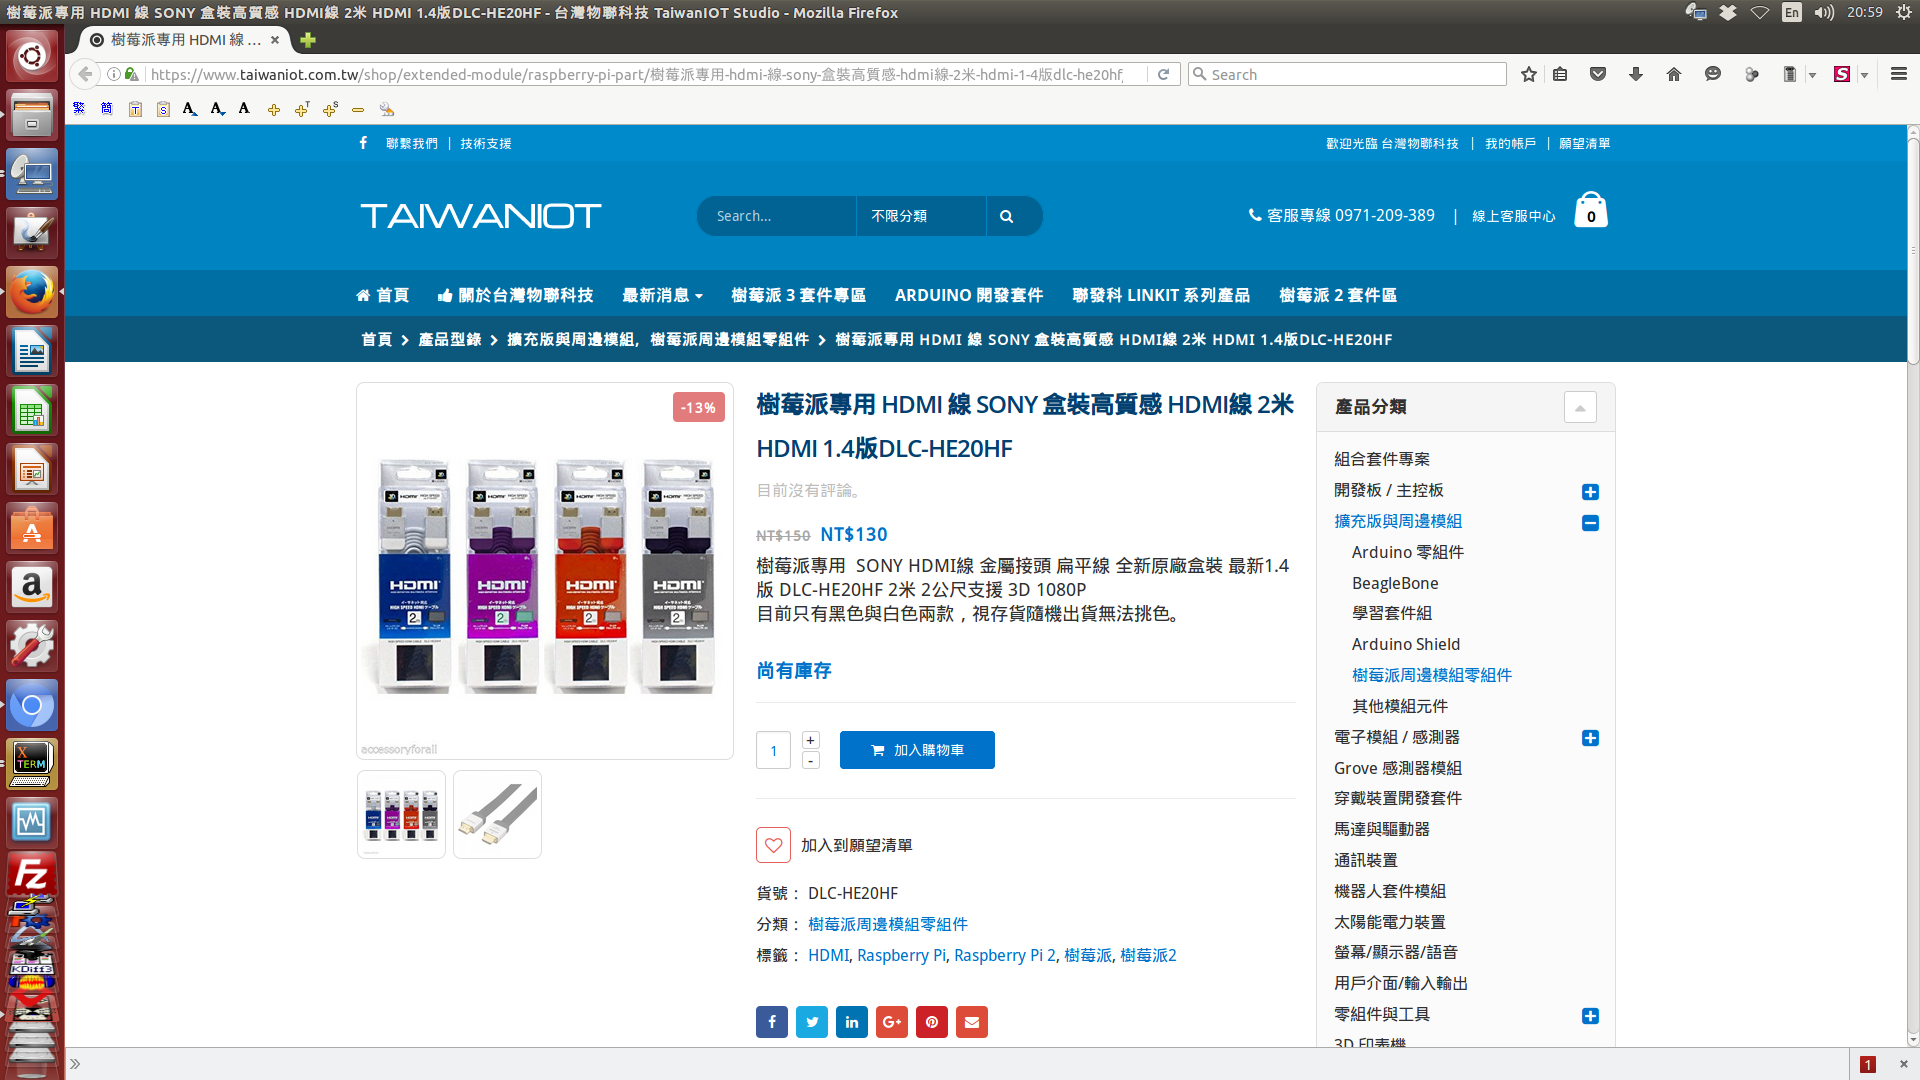 樹莓派專用 HDMI 線 SONY 盒裝高質感 HDMI線 2米 HDMI 1.4版DLC-HE20HF - 台灣物聯科技 TaiwanIOT Studio - Mozilla Firefox
En
20:59
樹莓派專用 HDMI 線 ...
https://www.taiwaniot.com.tw/shop/extended-module/raspberry-pi-part/樹莓派專用-hdmi-線-sony-盒裝高質感-hdmi線-2米-hdmi-1-4版dlc-he20hf
Search
繁 簡
聯繫我們 | 技術支援
歡迎光臨 台灣物聯科技 | 我的帳戶 | 願望清單
TAIWANIOT
Search...
不限分類
客服專線 0971-209-389 | 線上客服中心
0
首頁
關於台灣物聯科技
最新消息
樹莓派 3 套件專區
ARDUINO 開發套件
聯發科 LINKIT 系列產品
樹莓派 2 套件區
首頁 > 產品型錄 > 擴充版與周邊模組, 樹莓派周邊模組零組件 > 樹莓派專用 HDMI 線 SONY 盒裝高質感 HDMI線 2米 HDMI 1.4版DLC-HE20HF
-13%
accessoryforall
樹莓派專用 HDMI 線 SONY 盒裝高質感 HDMI線 2米
HDMI 1.4版DLC-HE20HF
目前沒有評論。
NT$150 NT$130
樹莓派專用 SONY HDMI線 金屬接頭 扁平線 全新原廠盒裝 最新1.4
版 DLC-HE20HF 2米 2公尺支援 3D 1080P
目前只有黑色與白色兩款，視存貨隨機出貨無法挑色。
尚有庫存
1
+
-
加入購物車
加入到願望清單
貨號： DLC-HE20HF
分類： 樹莓派周邊模組零組件
標籤： HDMI, Raspberry Pi, Raspberry Pi 2, 樹莓派, 樹莓派2
產品分類
組合套件專案
開發板 / 主控板
擴充版與周邊模組
Arduino 零組件
BeagleBone
學習套件組
Arduino Shield
樹莓派周邊模組零組件
其他模組元件
電子模組 / 感測器
Grove 感測器模組
穿戴裝置開發套件
馬達與驅動器
通訊裝置
機器人套件模組
太陽能電力裝置
螢幕/顯示器/語音
用戶介面/輸入輸出
零組件與工具
3D 印表機
1